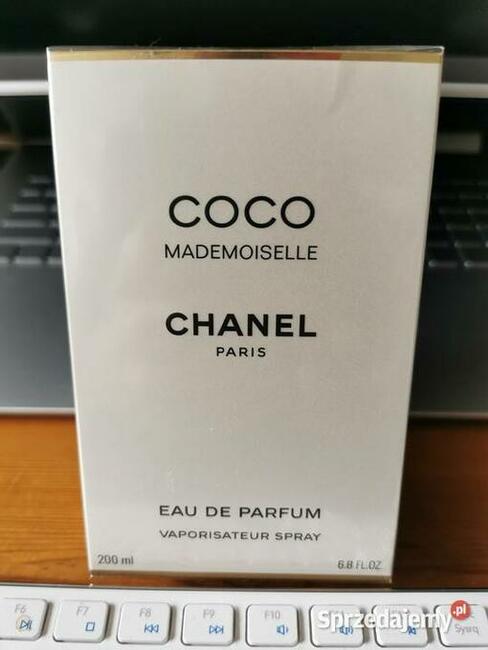 COCO
MADEMOISELLE
CHANEL
PARIS
EAU DE PARFUM
VAPORISATEUR SPRAY
200 ml 6.8 FL.OZ
F6 F7 F8 F9 F10
Sprzedajemy.pl
Sysrq